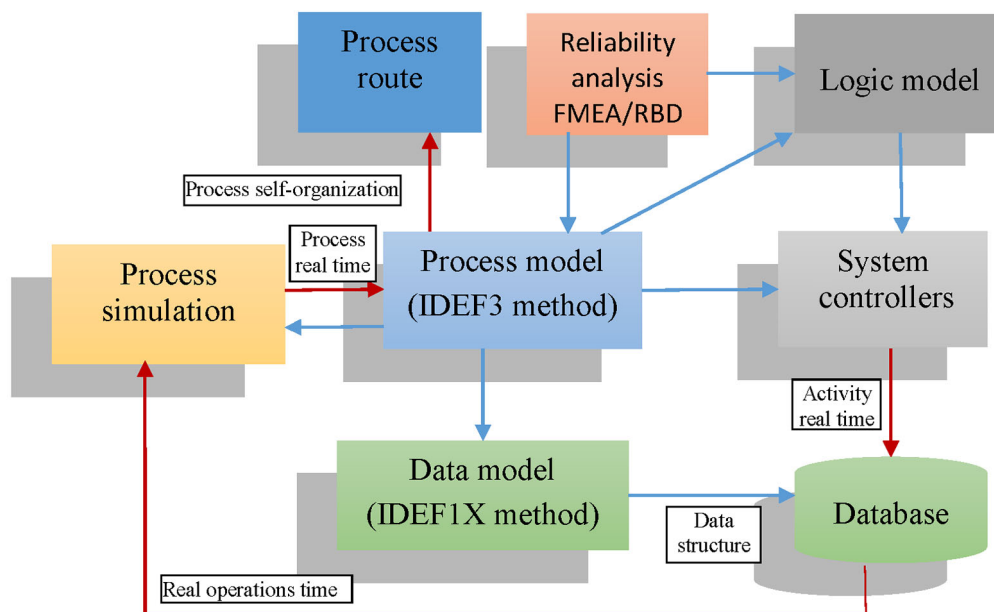 Process
route
Reliability
analysis
FMEA/RBD
Logic model
Process self-organization
Process
real time
Process
simulation
Process model
(IDEF3 method)
System
controllers
Activity
real time
Data model
(IDEF1X method)
Data
structure
Database
Real operations time